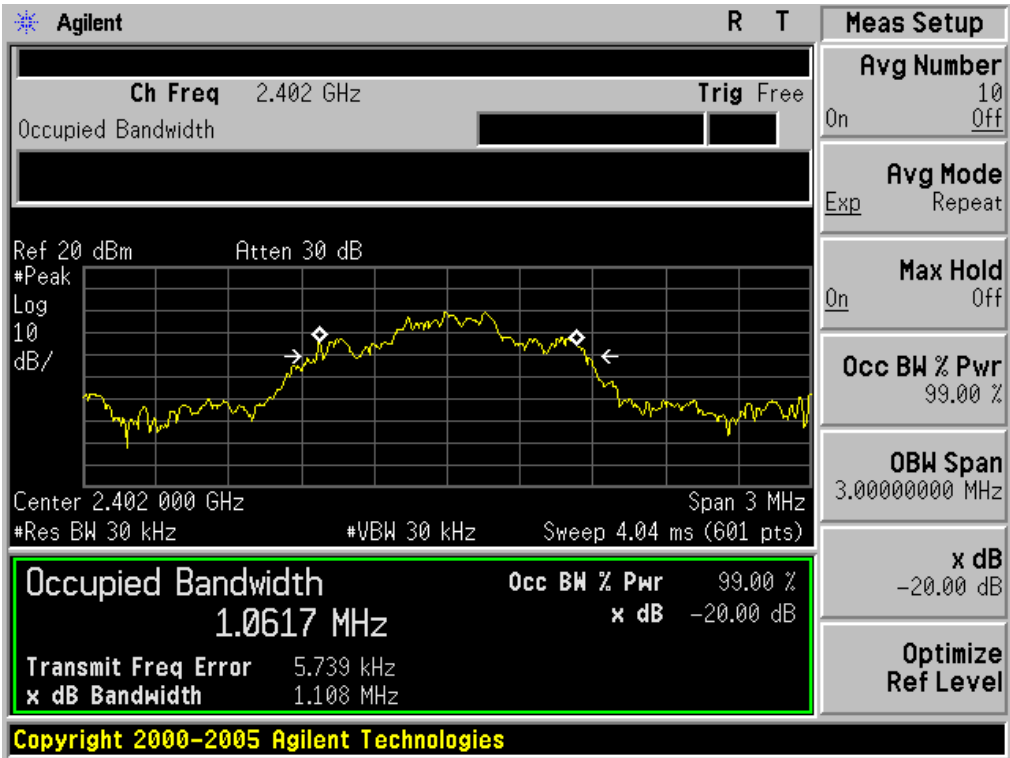 Agilent R T
Ch Freq 2.402 GHz Trig Free
Occupied Bandwidth
Ref 20 dBm Atten 30 dB
#Peak
Log
10
dB/
Center 2.402 000 GHz Span 3 MHz
#Res BW 30 kHz #VBW 30 kHz Sweep 4.04 ms (601 pts)
Occupied Bandwidth Occ BW % Pwr 99.00 %
1.0617 MHz x dB -20.00 dB
Transmit Freq Error 5.739 kHz
x dB Bandwidth 1.108 MHz
Copyright 2000-2005 Agilent Technologies
Meas Setup
Avg Number
10
On Off
Avg Mode
Exp Repeat
Max Hold
On Off
Occ BW % Pwr
99.00 %
OBW Span
3.00000000 MHz
x dB
-20.00 dB
Optimize
Ref Level